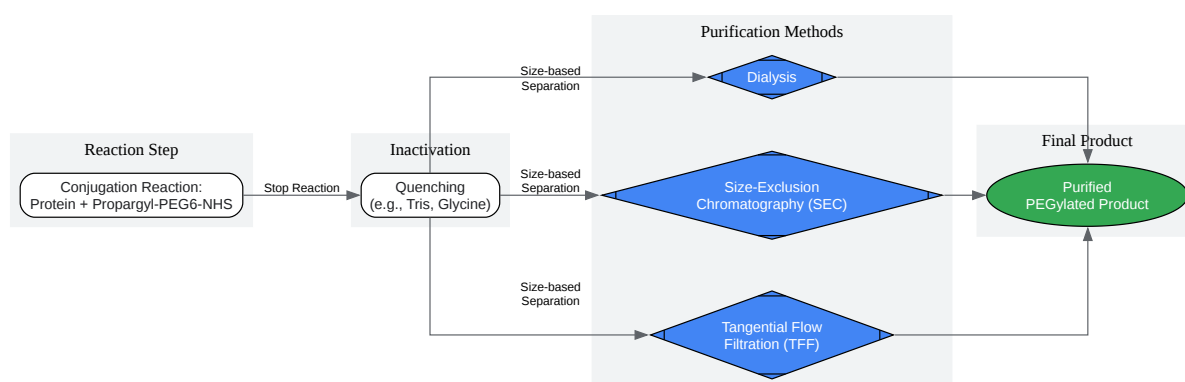 Purification Methods
Size-based
Separation
Dialysis
Reaction Step
Conjugation Reaction:
Protein + Propargyl-PEG6-NHS
Stop Reaction
Inactivation
Quenching
(e.g., Tris, Glycine)
Size-based
Separation
Size-Exclusion
Chromatography (SEC)
Final Product
Purified
PEGylated Product
Size-based
Separation
Tangential Flow
Filtration (TFF)